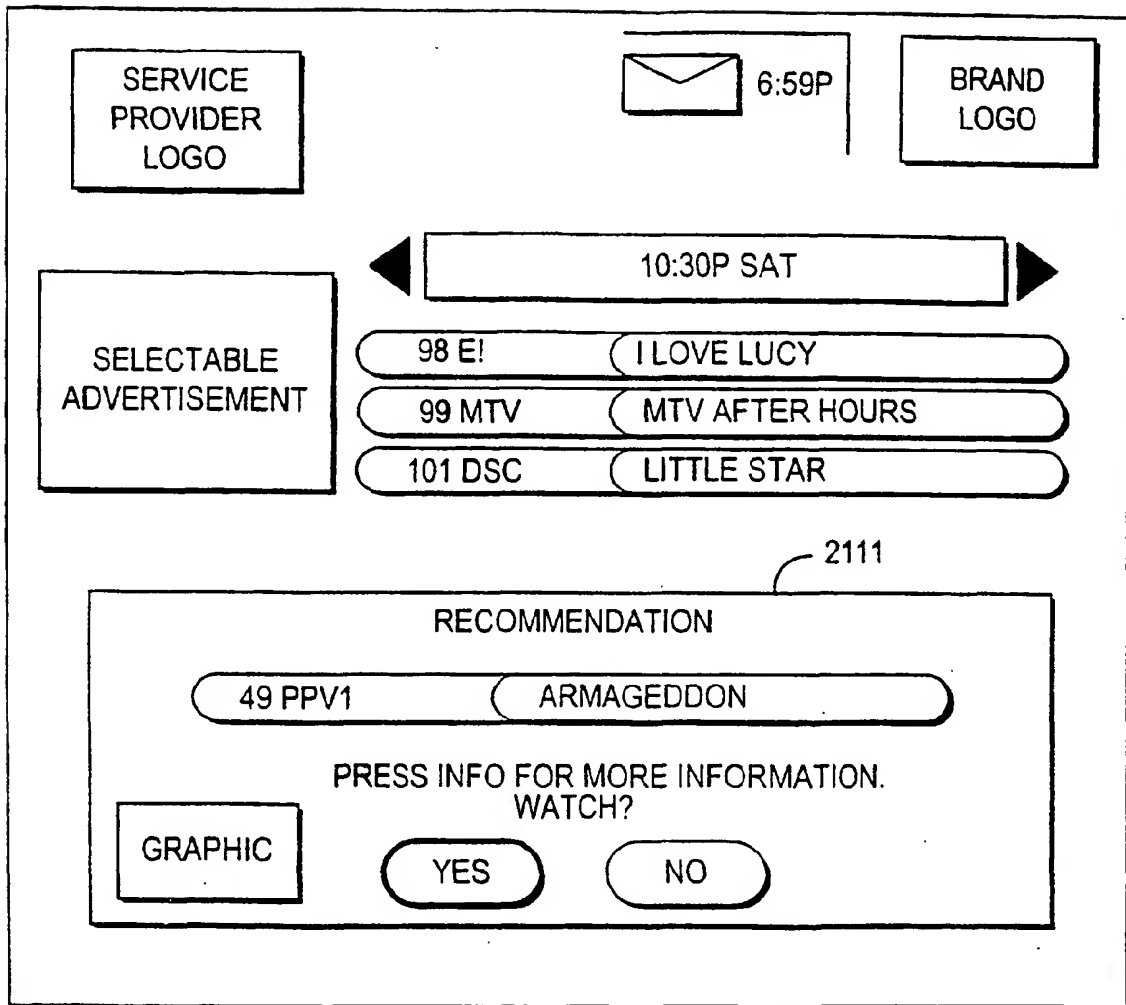 SERVICE
PROVIDER
LOGO
6:59P
BRAND
LOGO
10:30P SAT
SELECTABLE
ADVERTISEMENT
98 E! I LOVE LUCY
99 MTV MTV AFTER HOURS
101 DSC LITTLE STAR
2111
RECOMMENDATION
49 PPV1 ARMAGEDDON
PRESS INFO FOR MORE INFORMATION.
WATCH?
GRAPHIC
YES NO